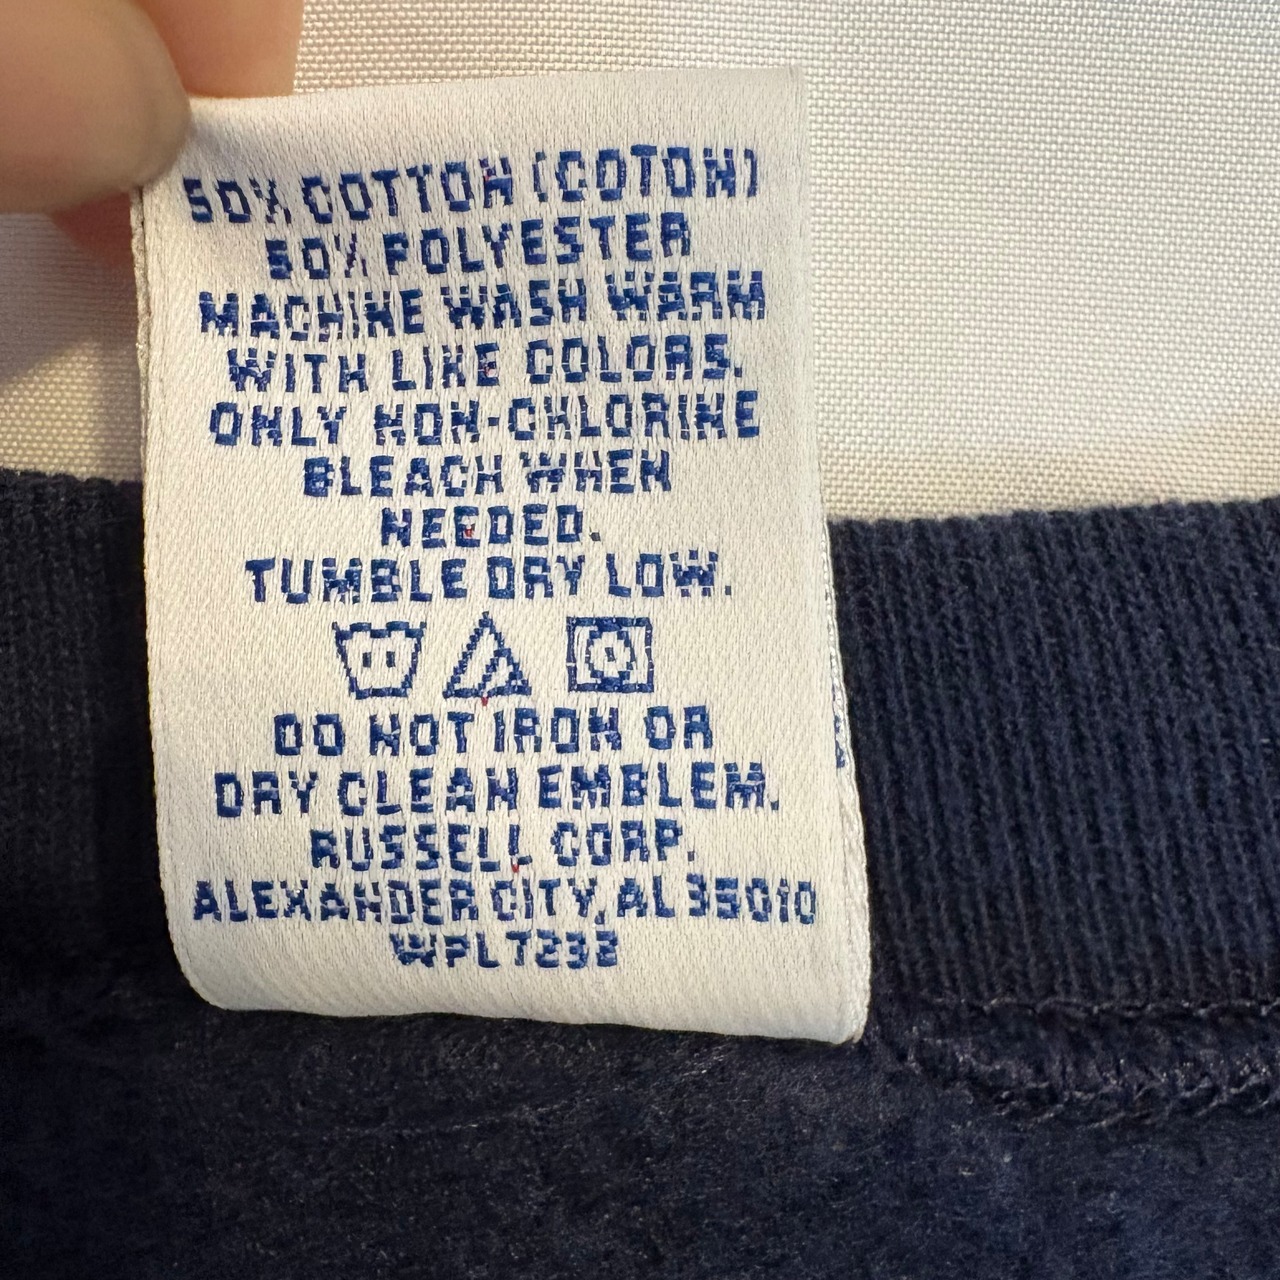 50% COTTON (COTON)
50% POLYESTER
MACHINE WASH WARM
WITH LIKE COLORS.
ONLY NON-CHLORINE
BLEACH WHEN
NEEDED.
TUMBLE DRY LOW.
DO NOT IRON OR
DRY CLEAN EMBLEM.
RUSSELL CORP.
ALEXANDER CITY, AL 35010
WPL 7232